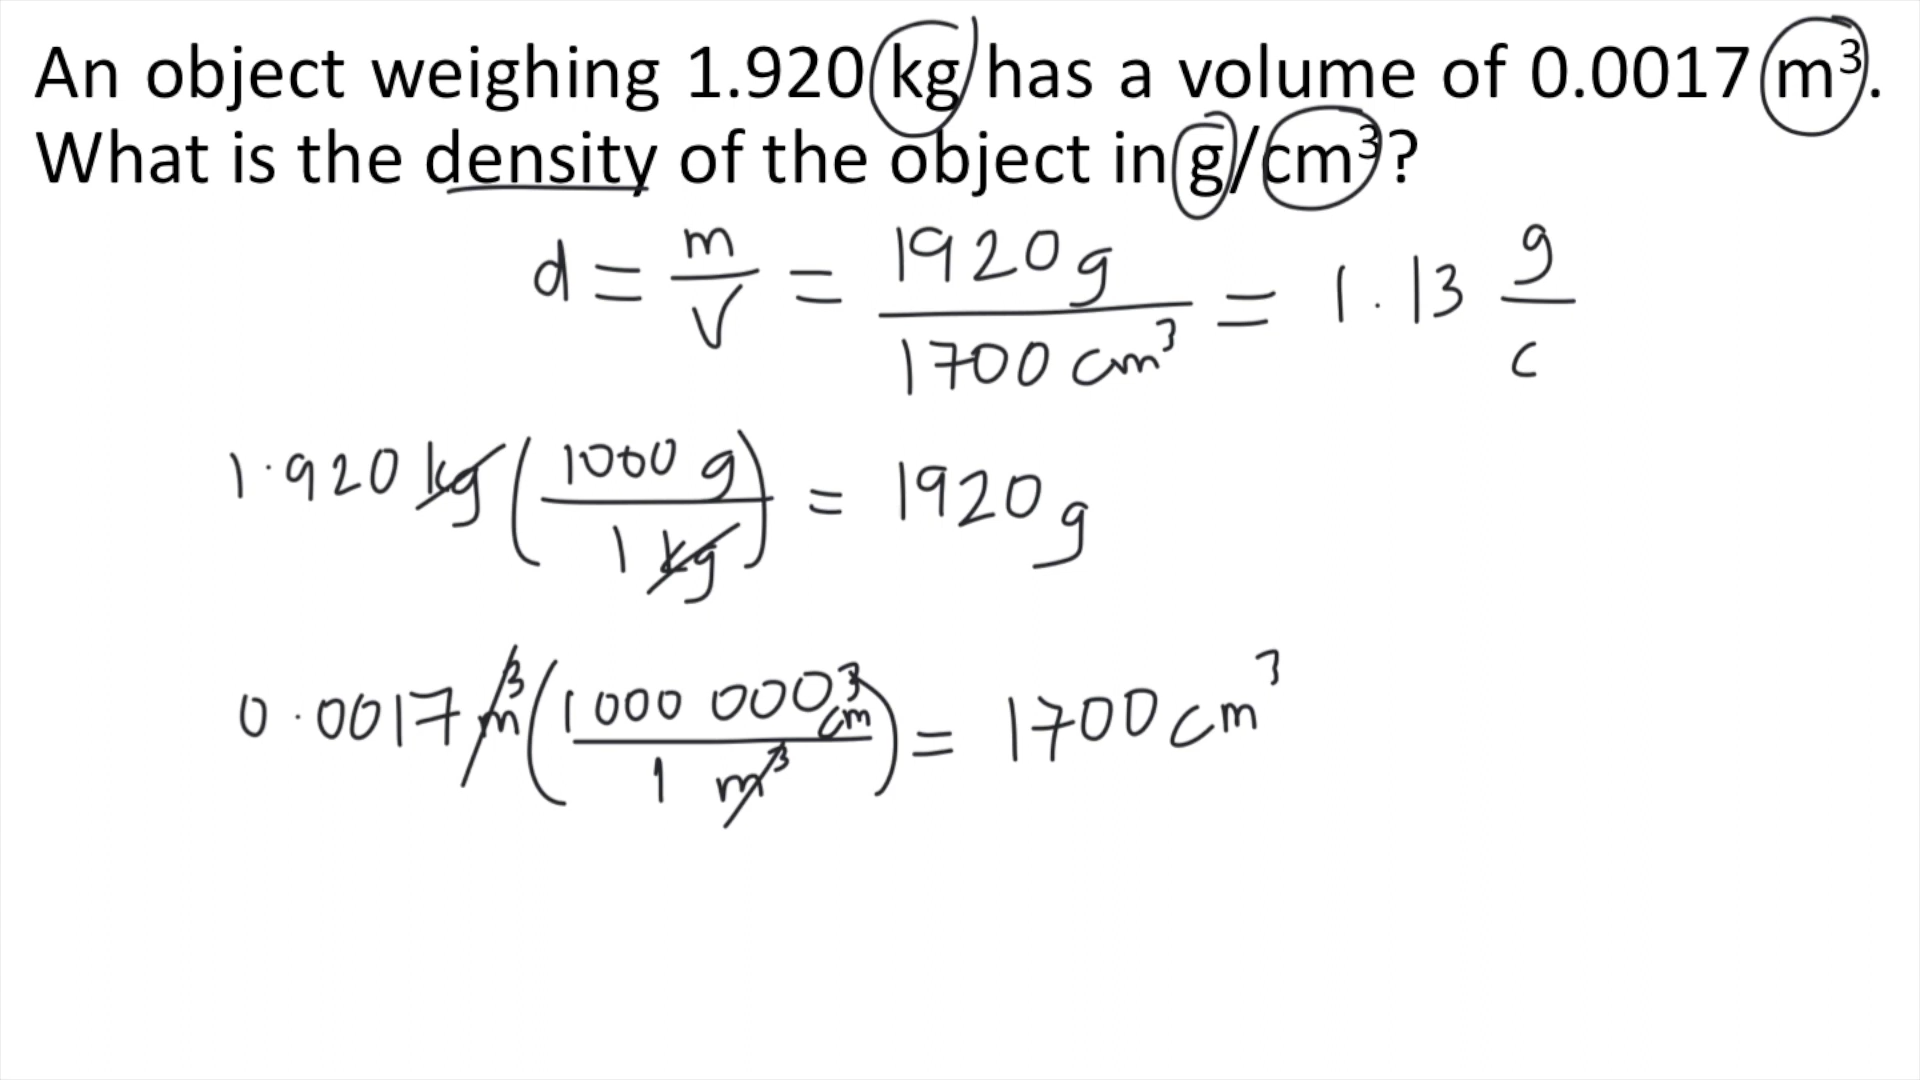 An object weighing 1.920 kg has a volume of 0.0017 m³.
What is the density of the object in g/cm³?
d = m/V = 1920 g / 1700 cm³ = 1.13 g/c
1.920 kg (1000 g / 1 kg) = 1920 g
0.0017 m³ (1 000 000 cm³ / 1 m³) = 1700 cm³